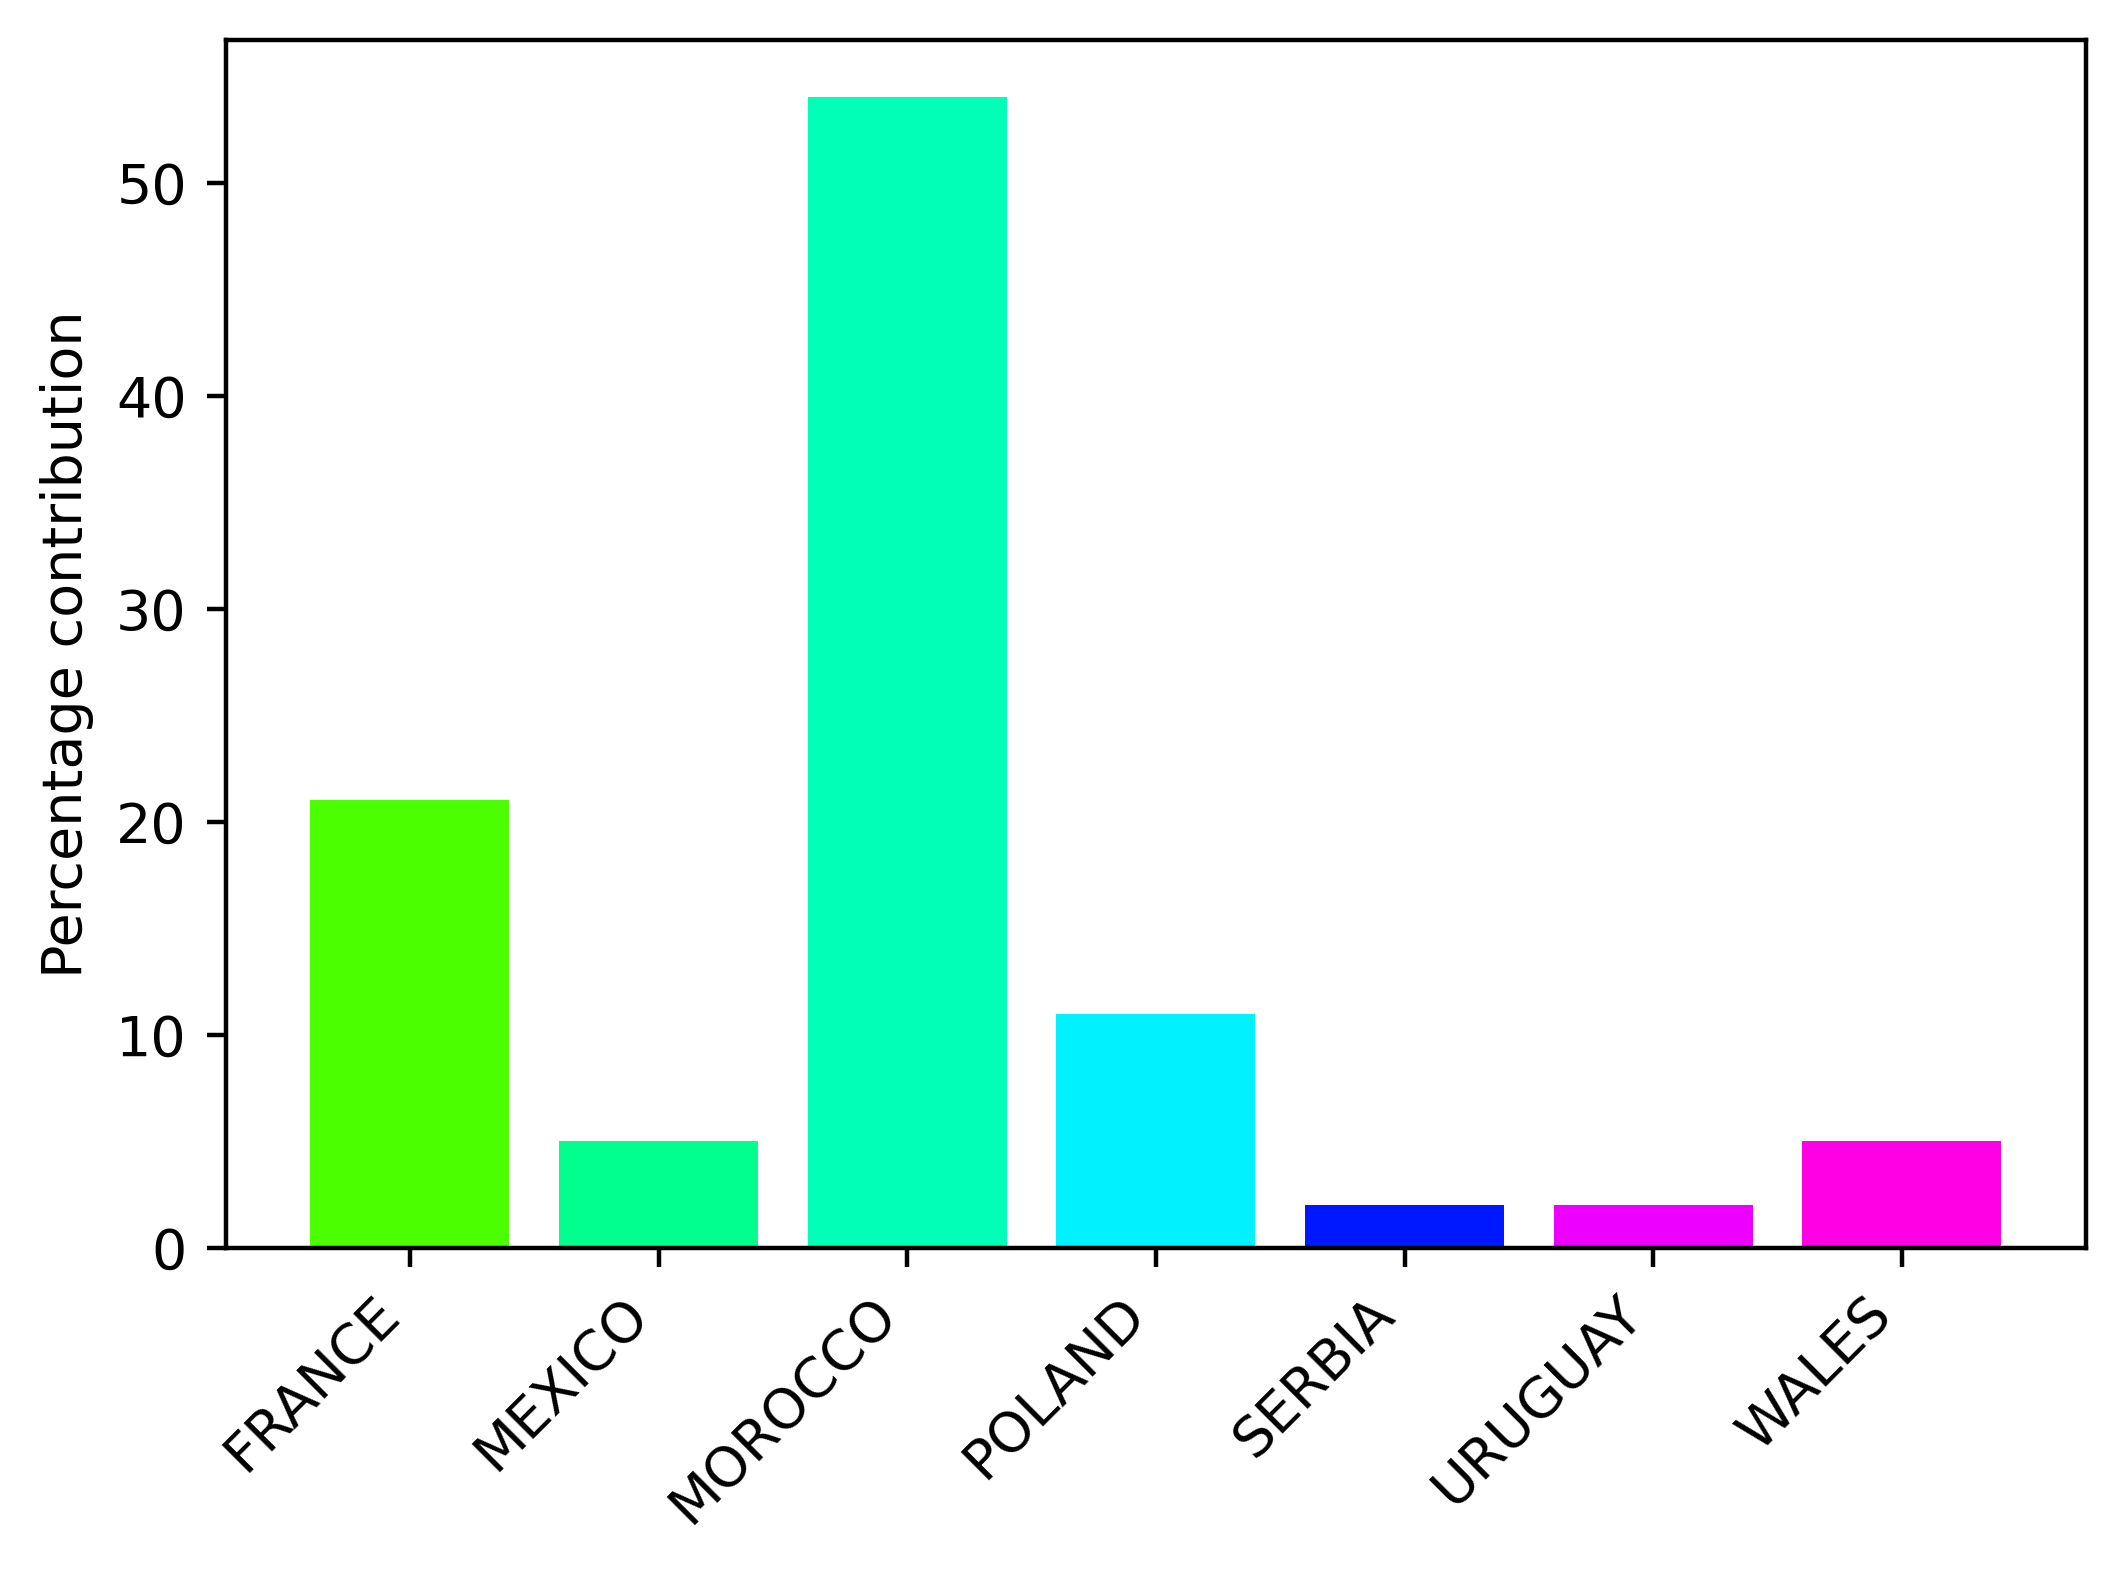 Percentage contribution
50
40
30
20
10
0
FRANCE
MEXICO
MOROCCO
POLAND
SERBIA
URUGUAY
WALES